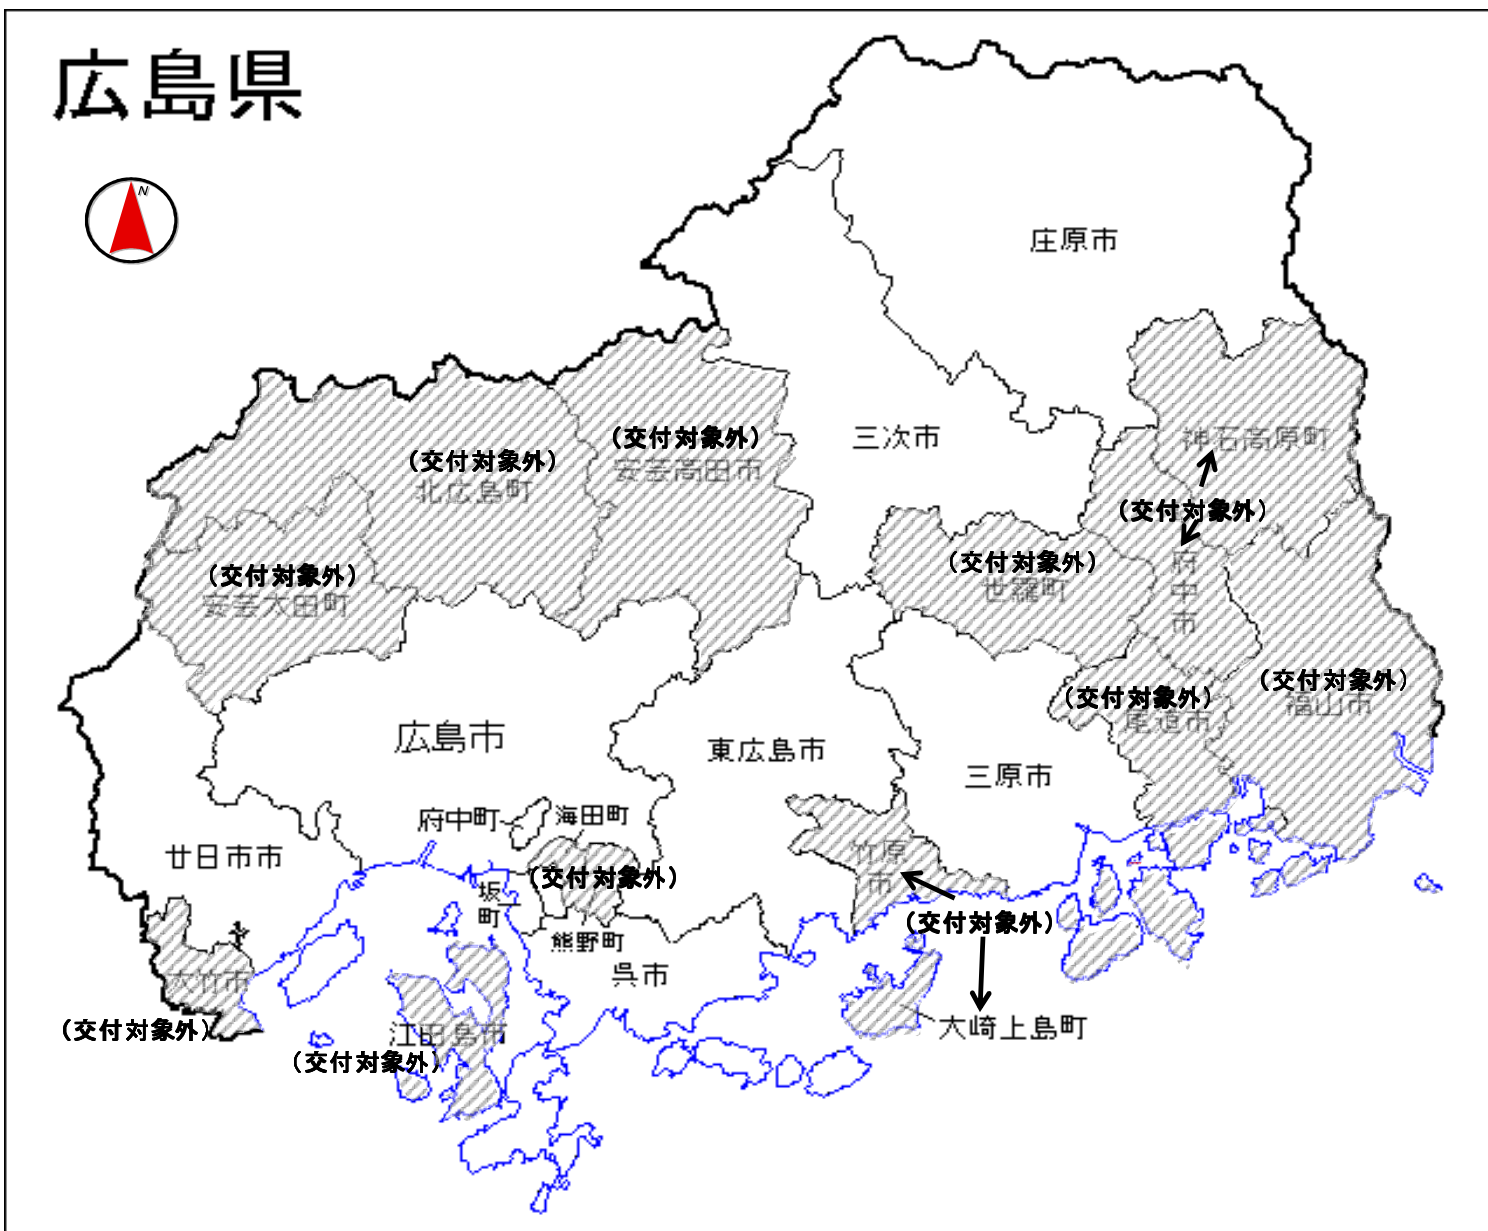 広島県
N
庄原市
三次市
神石高原町
(交付対象外)
安芸高田市
(交付対象外)
北広島町
(交付対象外)
(交付対象外)
世羅町
府中市
(交付対象外)
安芸太田町
(交付対象外)
福山市
(交付対象外)
尾道市
広島市
東広島市
三原市
府中町
海田町
竹原市
廿日市市
(交付対象外)
坂町
(交付対象外)
熊野町
呉市
大竹市
(交付対象外)
江田島市
(交付対象外)
大崎上島町